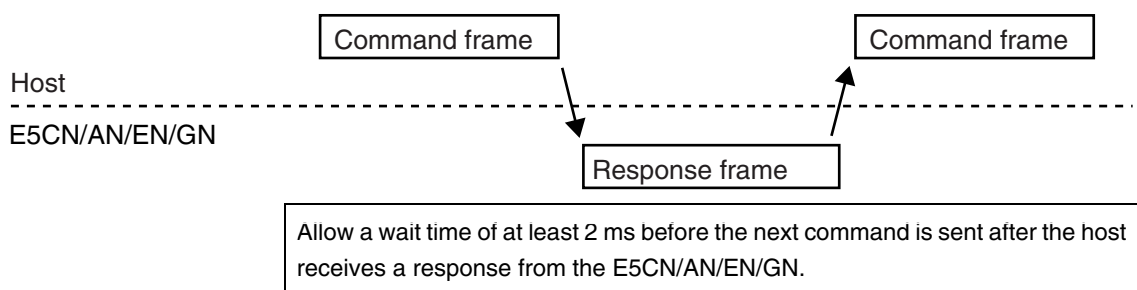 Command frame
Command frame
Host
E5CN/AN/EN/GN
Response frame
Allow a wait time of at least 2 ms before the next command is sent after the host
receives a response from the E5CN/AN/EN/GN.